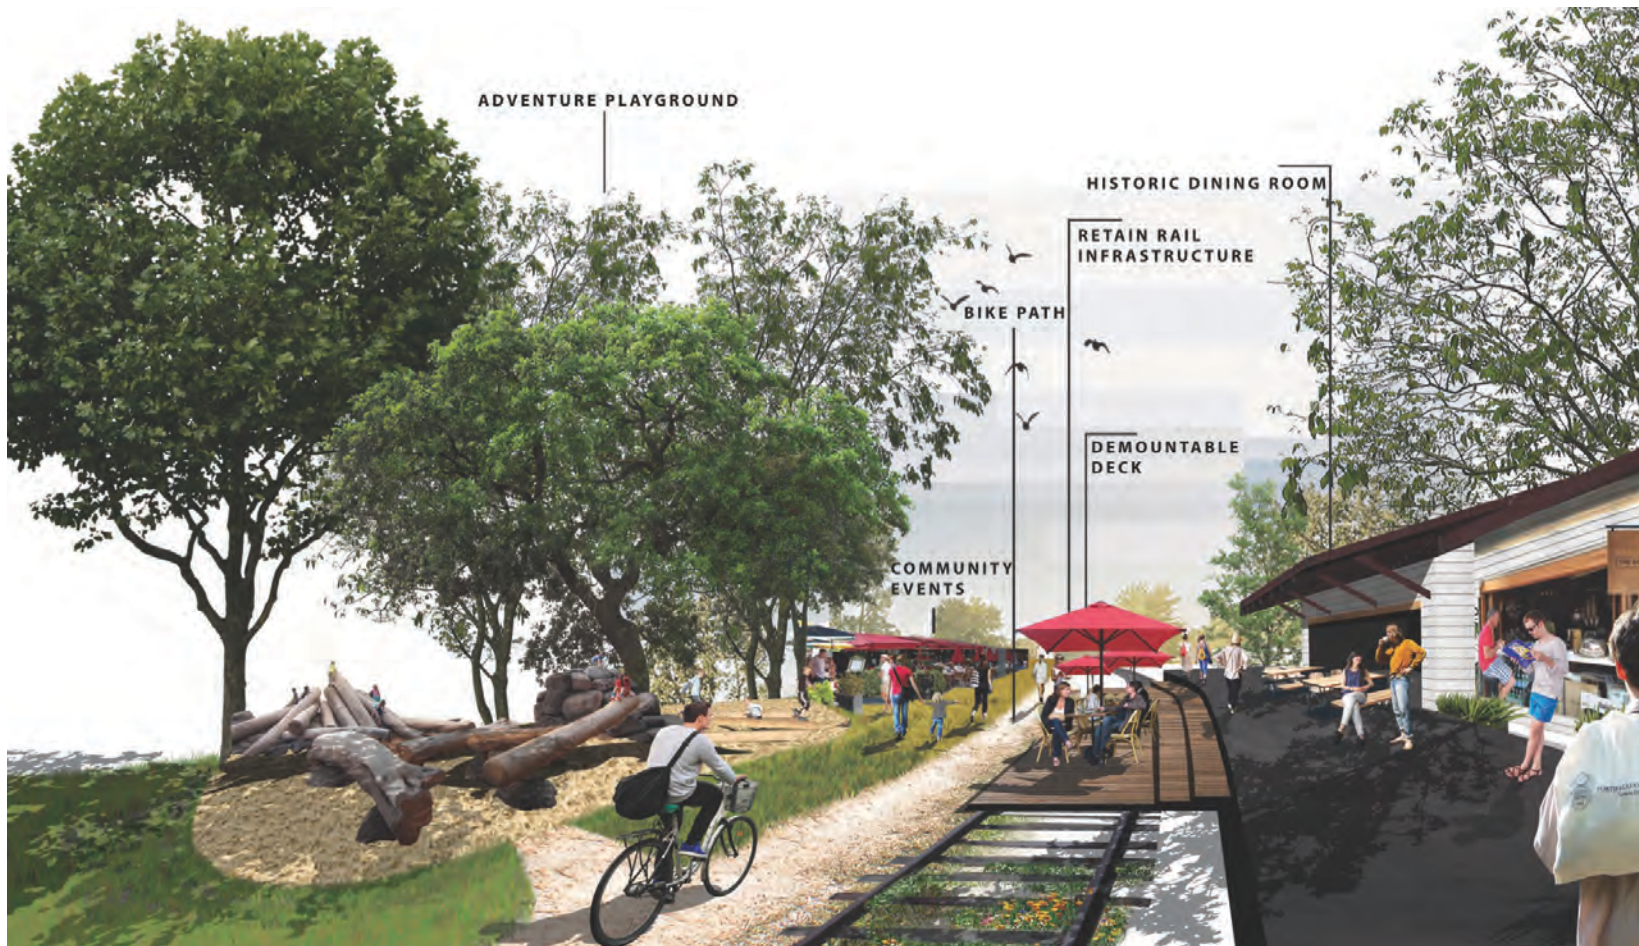 ADVENTURE PLAYGROUND
HISTORIC DINING ROOM
RETAIN RAIL
INFRASTRUCTURE
BIKE PATH
DEMOUNTABLE
DECK
COMMUNITY
EVENTS